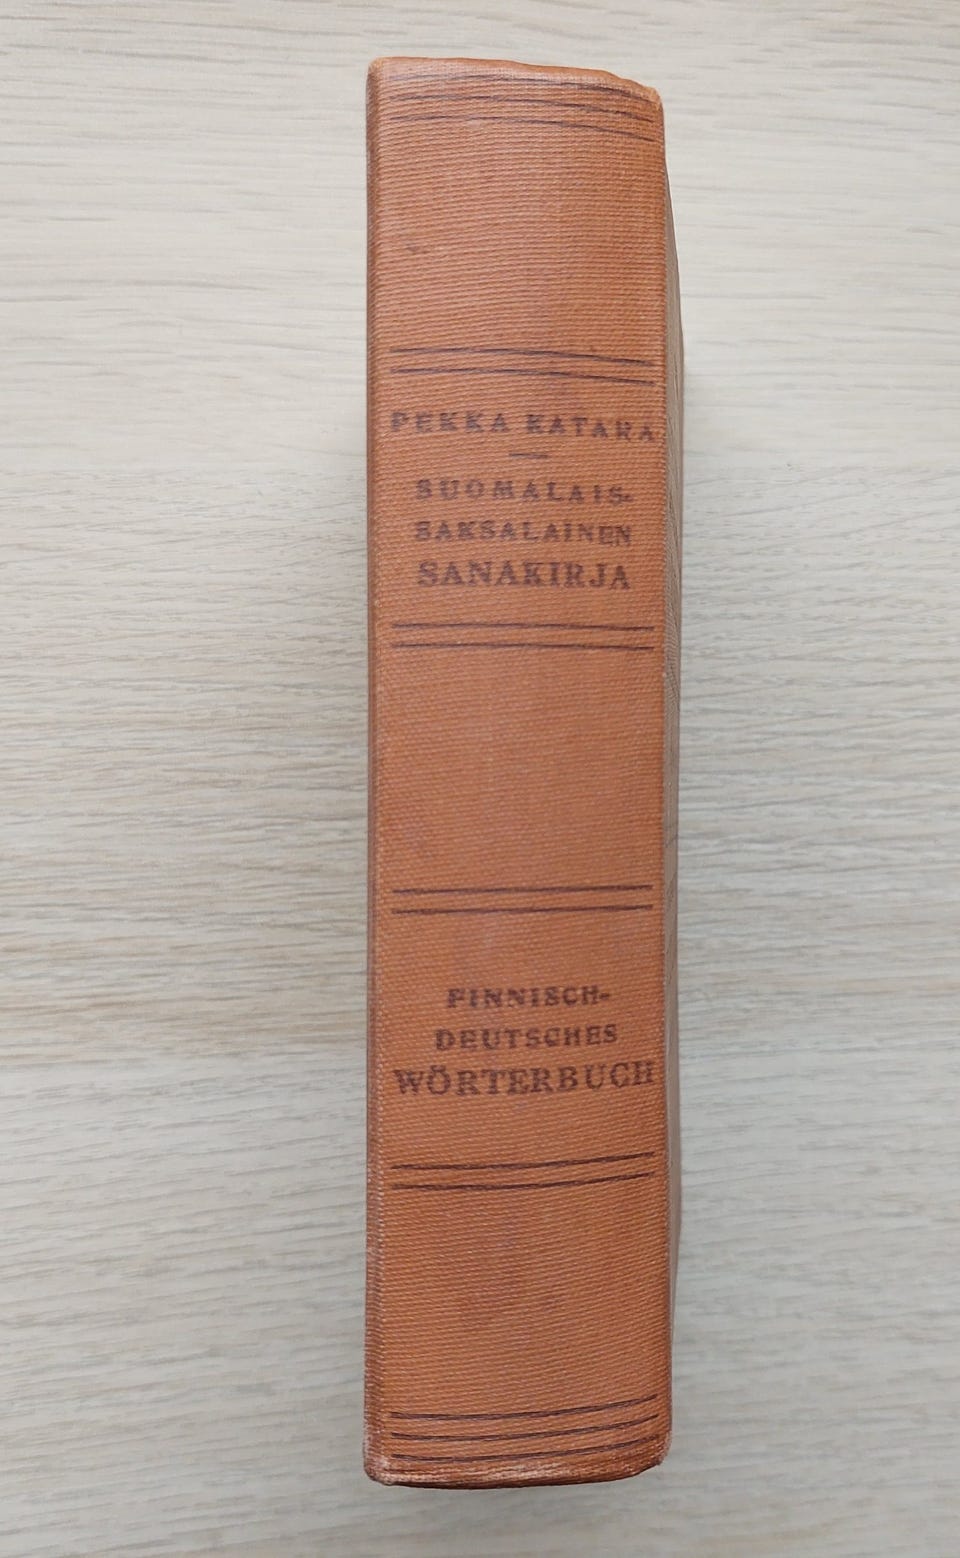 PEKKA KATARA
SUOMALAIS-
SAKSALAINEN
SANAKIRJA
FINNISCH-
DEUTSCHES
WÖRTERBUCH